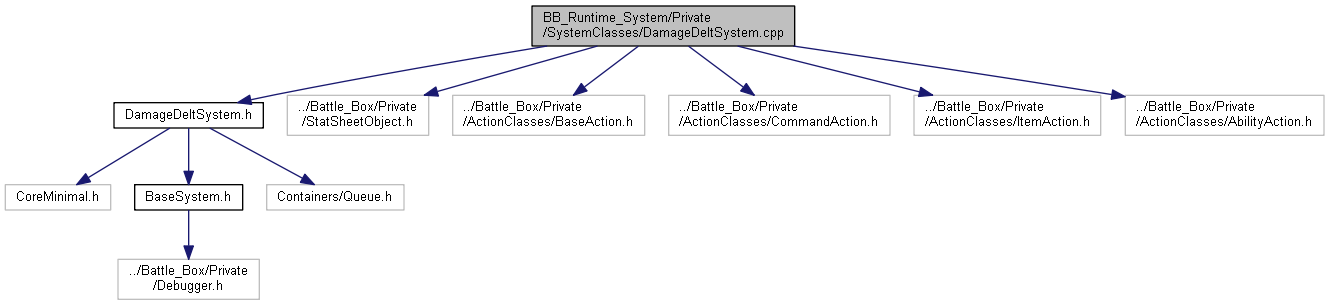 BB_Runtime_System/Private
/SystemClasses/DamageDeltSystem.cpp
DamageDeltSystem.h
../Battle_Box/Private
/StatSheetObject.h
../Battle_Box/Private
/ActionClasses/BaseAction.h
../Battle_Box/Private
/ActionClasses/CommandAction.h
../Battle_Box/Private
/ActionClasses/ItemAction.h
../Battle_Box/Private
/ActionClasses/AbilityAction.h
CoreMinimal.h
BaseSystem.h
Containers/Queue.h
../Battle_Box/Private
/Debugger.h